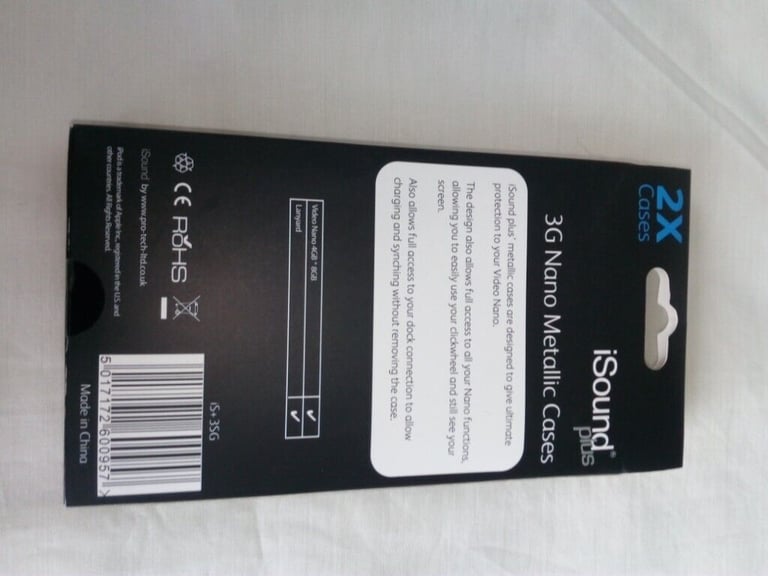 2X
Cases
iSound®
plus
3G Nano Metallic Cases
iSound plus' metallic cases are designed to give ultimate
protection to your Video Nano.
The design also allows full access to all your Nano functions,
allowing you to easily use your clickwheel and still see your
screen.
Also allows full access to your dock connection to allow
charging and synching without removing the case.
Video Nano 4GB * 8GB ✓
Lanyard ✓
iS+3SG
CE RoHS
iSound by www.pro-tech-ltd.co.uk
iPod is a trademark of Apple Inc., registered in the U.S. and
other countries. All Rights Reserved.
5 017172 600957 >
Made in China